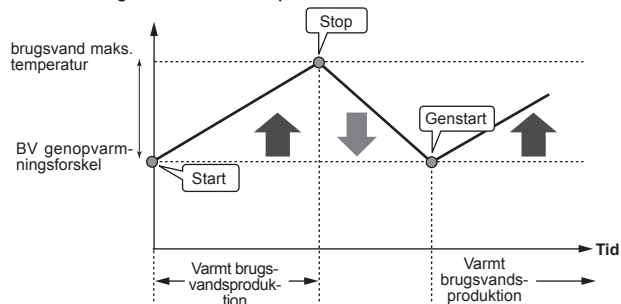 Stop
brugsvand maks.
temperatur
Genstart
BV genopvarm-
ningsforskel
Start
Tid
Varmt brugs-
vandsproduk-
tion
Varmt
brugsvands-
produktion